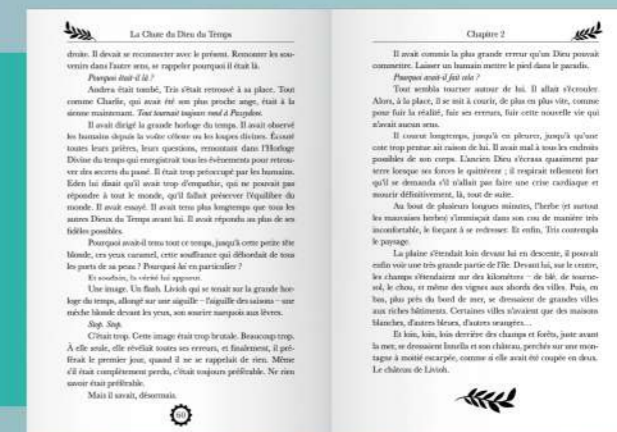 La Chute du Dieu du Temps
droite. Il devait se reconnecter avec le présent. Remonter les sou-
venirs dans l'autre sens, se rappeler pourquoi il était là.
Pourquoi était-il là ?
Andrea était tombé, Tris s'était retrouvé à sa place. Tout
comme Charlie, qui avait été son plus proche ange, était à la
sienne maintenant. Tout tournait toujours rond à
Il avait dirigé la grande horloge du temps. Il avait observé
les humains depuis la voûte céleste ou les loupes divines. Écouté
toutes leurs prières, leurs questions, remontant dans l'Horloge
Divine du temps qui enregistrait tous les évènements pour retrou-
ver des secrets du passé. Il était trop préoccupé par les humains.
Eden lui disait qu'il avait trop d'empathie, qui ne pouvait pas
répondre à tout le monde, qu'il fallait préserver l'équilibre du
monde. Il avait essayé. Il avait tenu plus longtemps que tous les
autres Dieux du Temps avant lui. Il avait répondu au plus de ses
fidèles possibles.
Pourquoi avait-il tenu tout ce temps, jusqu'à cette petite tête
blonde, ces yeux caramel, cette souffrance qui débordait de tous
les ports de sa peau ? Pourquoi lui en particulier ?
Et soudain, la vérité lui apparut.
Une image. Un flash. Livioh qui se tenait sur la grande hor-
loge du temps, allongé sur une aiguille – l'aiguille des saisons – une
mèche blonde devant les yeux, son sourire narquois aux lèvres.
Stop. Stop.
C'était trop. Cette image était trop brutale. Beaucoup trop.
À elle seule, elle révélait toutes ses erreurs, et finalement, il pré-
férait le premier jour, quand il ne se rappelait de rien. Même
s'il était complètement perdu, c'était toujours préférable. Ne rien
savoir était préférable.
Mais il savait, désormais.
60
Chapitre 2
Il avait commis la plus grande erreur qu'un Dieu pouvait
commettre. Laisser un humain mettre le pied dans le paradis.
Pourquoi avait-il fait cela ?
Tout sembla tourner autour de lui. Il allait s'écrouler.
Alors, à la place, il se mit à courir, de plus en plus vite, comme
pour fuir la réalité, fuir ses erreurs, fuir cette nouvelle vie qui
n'avait aucun sens.
Il courut longtemps, jusqu'à en pleurer, jusqu'à qu'une
cote trop pentue ait raison de lui. Il avait mal à tous les endroits
possibles de son corps. L'ancien Dieu s'écrasa quasiment par
terre lorsque ses forces le quittèrent ; il respirait tellement fort
qu'il se demanda s'il n'allait pas faire une crise cardiaque et
mourir définitivement, là, tout de suite.
Au bout de plusieurs longues minutes, l'herbe (et surtout
les mauvaises herbes) s'immisçait dans son cou de manière très
inconfortable, le forçant à se redresser. Et enfin, Tris contempla
le paysage.
La plaine s'étendait loin devant lui en descente, il pouvait
enfin voir une très grande partie de l'île. Devant lui, sur le centre,
les champs s'étendaient sur des kilomètres – de blé, de tourne-
sol, le chou, et même des vignes aux abords des villes. Puis, en
bas, plus près du bord de mer, se dressaient de grandes villes
aux riches bâtiments. Certaines villes n'avaient que des maisons
blanches, d'autres bleues, d'autres orangées…
Et loin, loin, loin derrière des champs et forêts, juste avant
la mer, se dressaient et son château, perchés sur une mon-
tagne à moitié escarpée, comme si elle avait été coupée en deux.
Le château de Livioh.